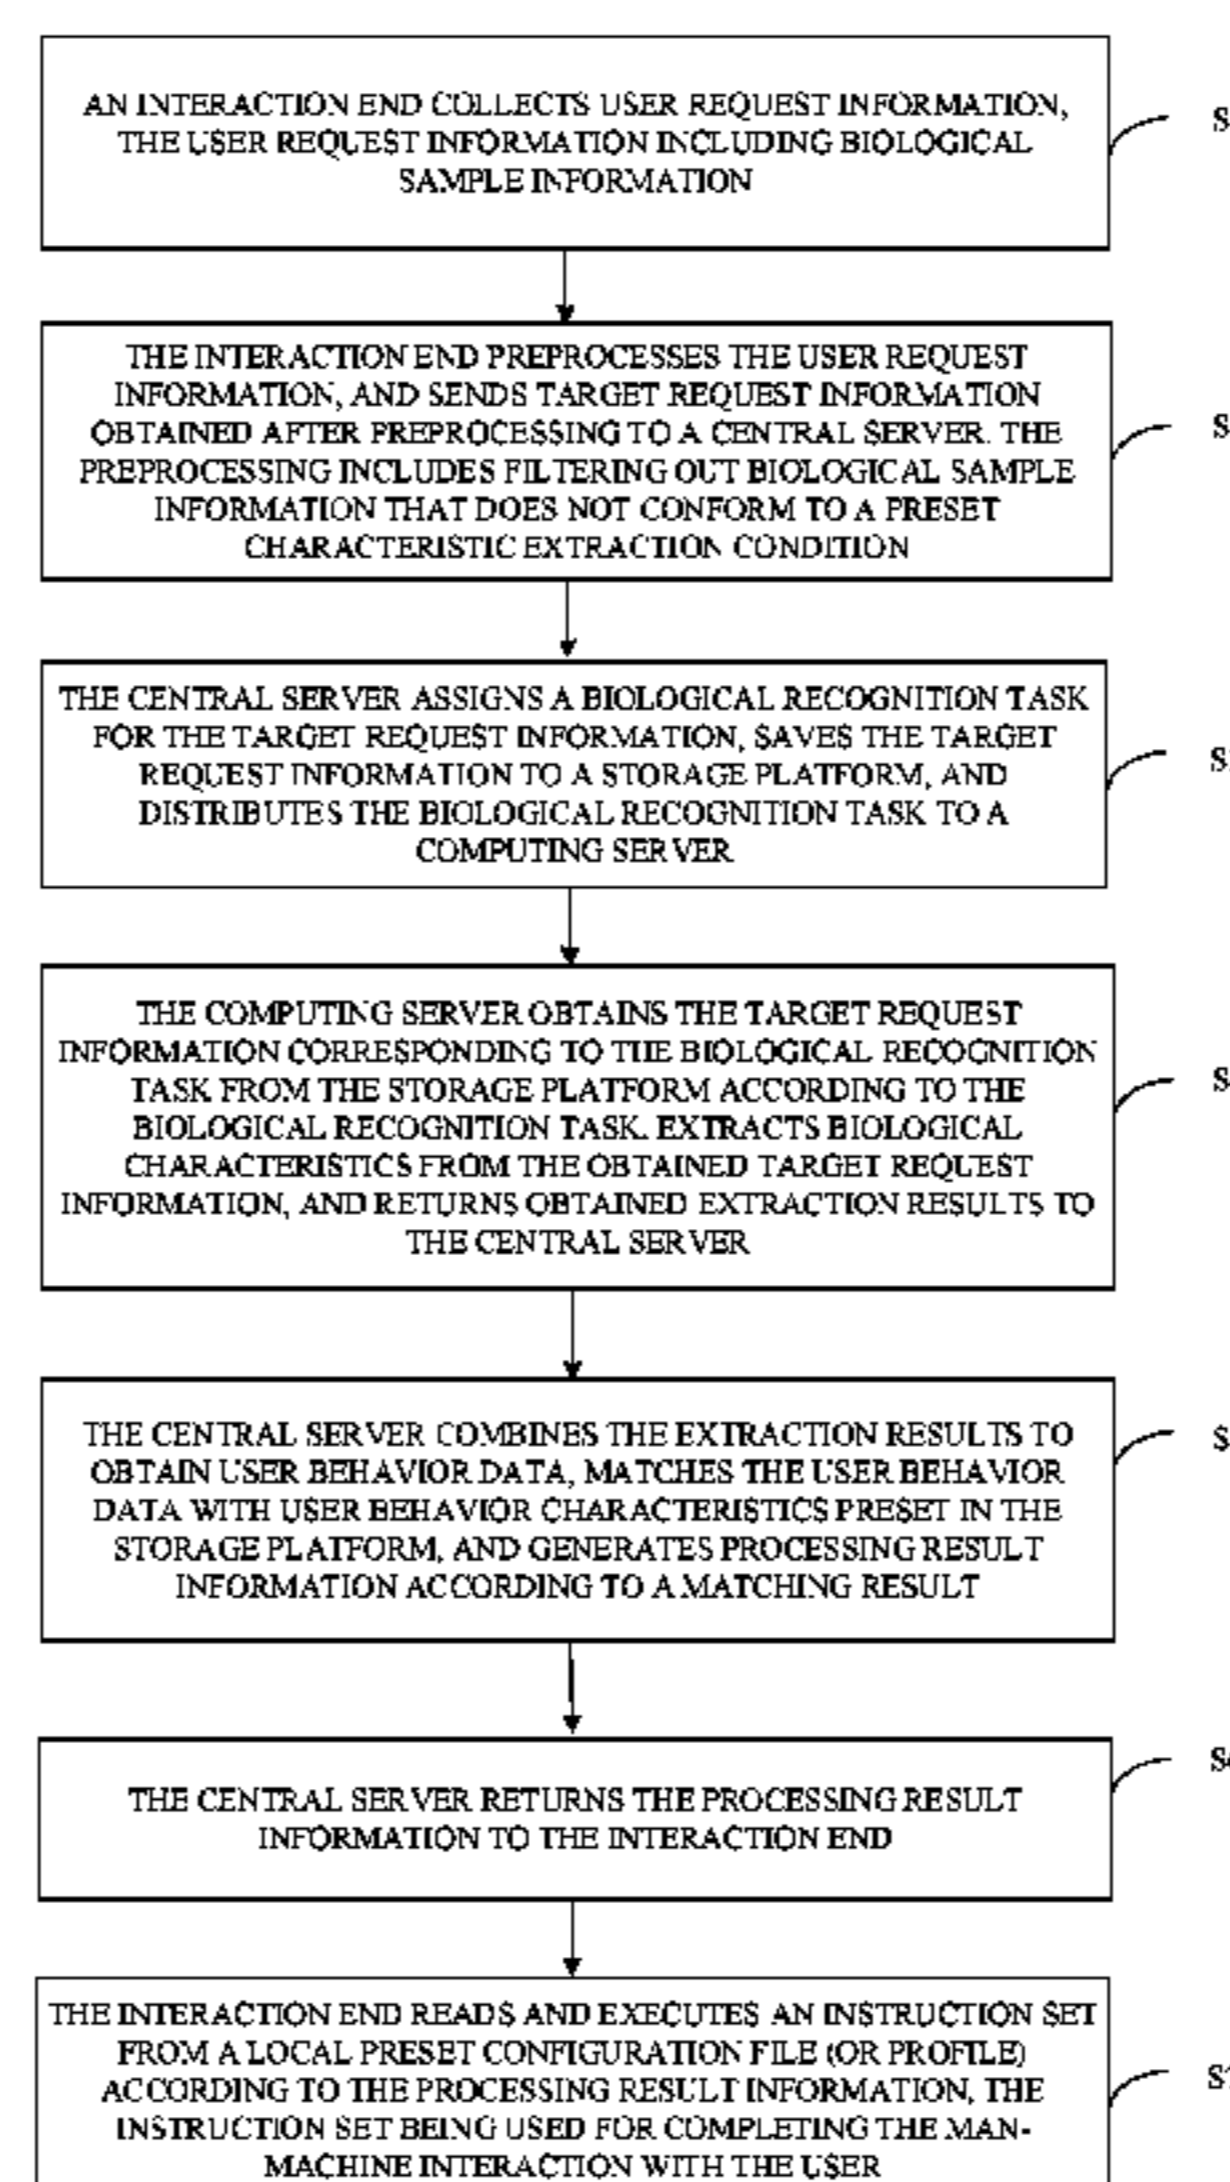 AN INTERACTION END COLLECTS USER REQUEST INFORMATION,
THE USER REQUEST INFORMATION INCLUDING BIOLOGICAL
SAMPLE INFORMATION
THE INTERACTION END PREPROCESSES THE USER REQUEST
INFORMATION, AND SENDS TARGET REQUEST INFORMATION
OBTAINED AFTER PREPROCESSING TO A CENTRAL SERVER. THE
PREPROCESSING INCLUDES FILTERING OUT BIOLOGICAL SAMPLE
INFORMATION THAT DOES NOT CONFORM TO A PRESET
CHARACTERISTIC EXTRACTION CONDITION
THE CENTRAL SERVER ASSIGNS A BIOLOGICAL RECOGNITION TASK
FOR THE TARGET REQUEST INFORMATION, SAVES THE TARGET
REQUEST INFORMATION TO A STORAGE PLATFORM, AND
DISTRIBUTES THE BIOLOGICAL RECOGNITION TASK TO A
COMPUTING SERVER
THE COMPUTING SERVER OBTAINS THE TARGET REQUEST
INFORMATION CORRESPONDING TO THE BIOLOGICAL RECOGNITION
TASK FROM THE STORAGE PLATFORM ACCORDING TO THE
BIOLOGICAL RECOGNITION TASK. EXTRACTS BIOLOGICAL
CHARACTERISTICS FROM THE OBTAINED TARGET REQUEST
INFORMATION, AND RETURNS OBTAINED EXTRACTION RESULTS TO
THE CENTRAL SERVER
THE CENTRAL SERVER COMBINES THE EXTRACTION RESULTS TO
OBTAIN USER BEHAVIOR DATA, MATCHES THE USER BEHAVIOR
DATA WITH USER BEHAVIOR CHARACTERISTICS PRESET IN THE
STORAGE PLATFORM, AND GENERATES PROCESSING RESULT
INFORMATION ACCORDING TO A MATCHING RESULT
THE CENTRAL SERVER RETURNS THE PROCESSING RESULT
INFORMATION TO THE INTERACTION END
THE INTERACTION END READS AND EXECUTES AN INSTRUCTION SET
FROM A LOCAL PRESET CONFIGURATION FILE (OR PROFILE)
ACCORDING TO THE PROCESSING RESULT INFORMATION, THE
INSTRUCTION SET BEING USED FOR COMPLETING THE MAN-
MACHINE INTERACTION WITH THE USER